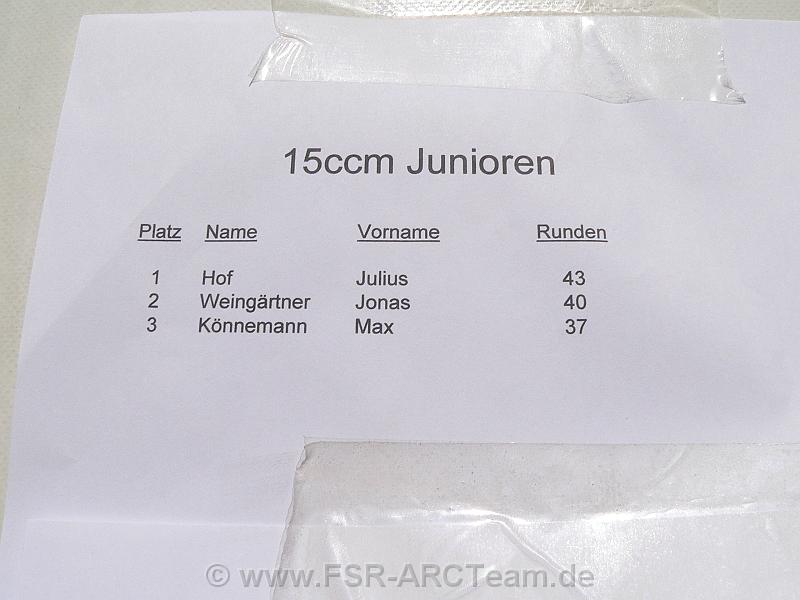 15ccm Junioren
Platz Name Vorname Runden
1 Hof Julius 43
2 Weingärtner Jonas 40
3 Könnemann Max 37
© www.FSR-ARCTeam.de